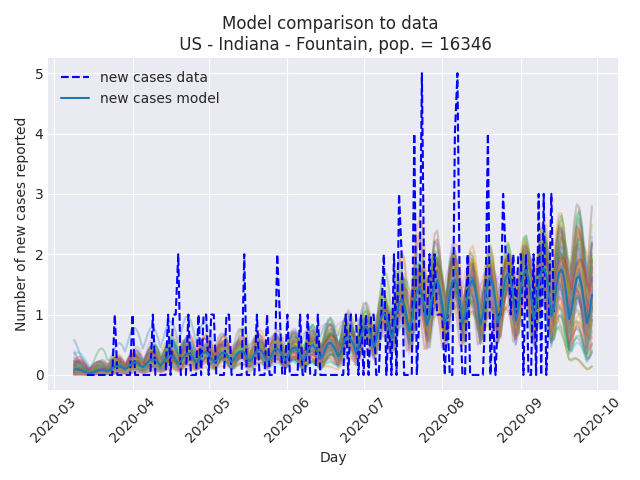 Model comparison to data
US - Indiana - Fountain, pop. = 16346
new cases data
new cases model
Number of new cases reported
5
4
3
2
1
0
2020-03
2020-04
2020-05
2020-06
2020-07
2020-08
2020-09
2020-10
Day